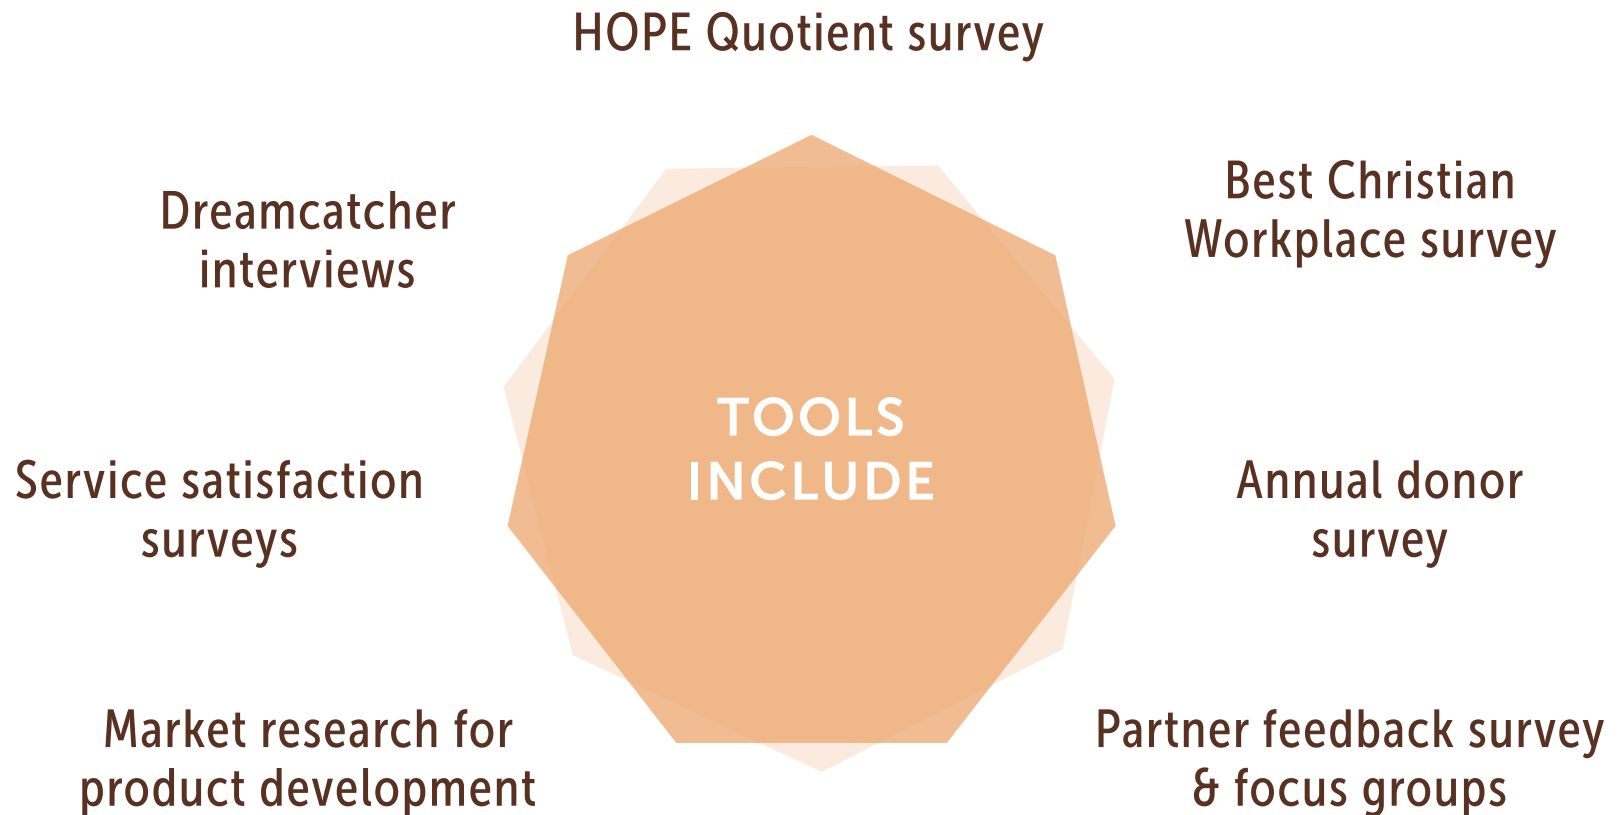 HOPE Quotient survey
Best Christian
Workplace survey
Annual donor
survey
Partner feedback survey
& focus groups
Market research for
product development
Service satisfaction
surveys
Dreamcatcher
interviews
TOOLS
INCLUDE